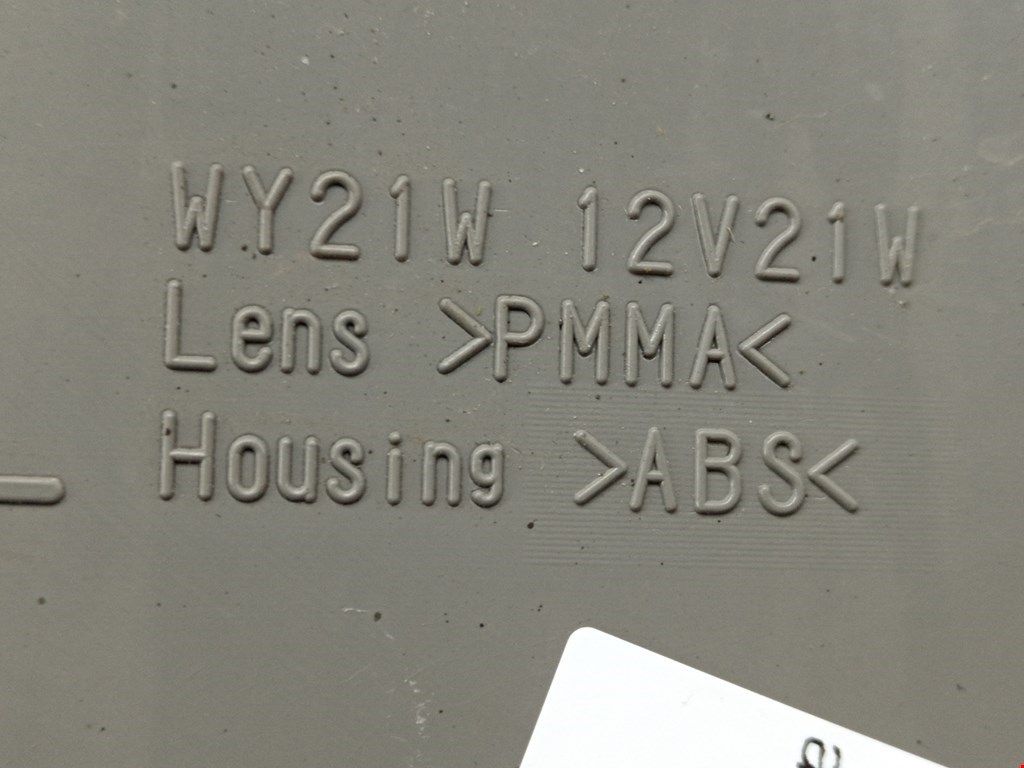 WY21W 12V21W
Lens >PMMA<
Housing >ABS<